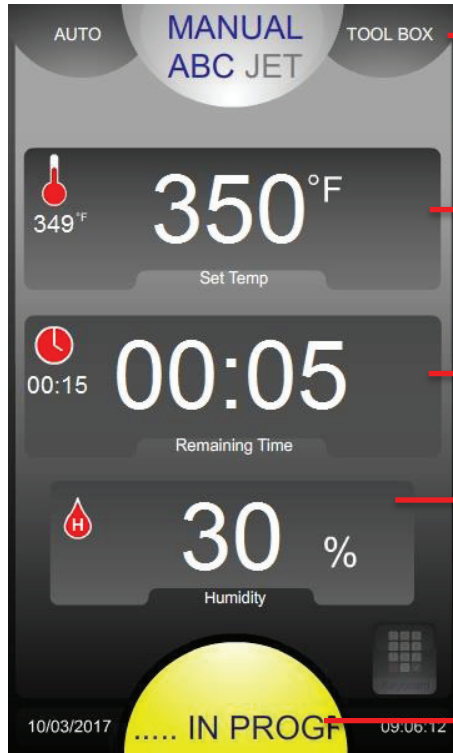 AUTO
MANUAL
TOOL BOX
ABC JET
349°F
350°F
Set Temp
00:15
00:05
Remaining Time
H
30 %
Humidity
10/03/2017
..... IN PROGF
09:06:12